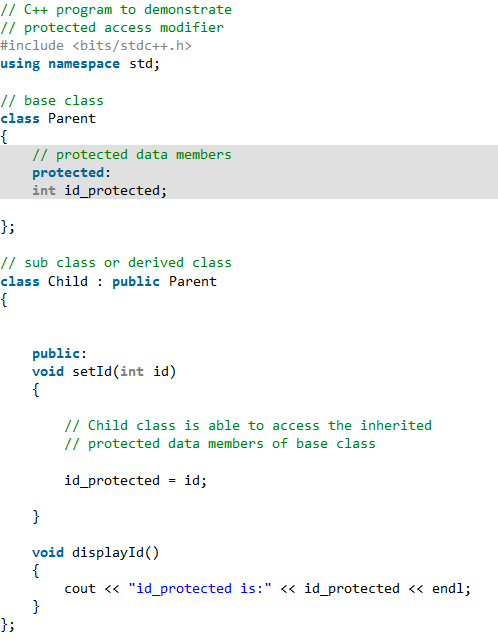 // C++ program to demonstrate
// protected access modifier
#include <bits/stdc++.h>
using namespace std;

// base class
class Parent
{
    // protected data members
    protected:
    int id_protected;

};

// sub class or derived class
class Child : public Parent
{


    public:
    void setId(int id)
    {

        // Child class is able to access the inherited
        // protected data members of base class

        id_protected = id;

    }

    void displayId()
    {
        cout << "id_protected is:" << id_protected << endl;
    }
};